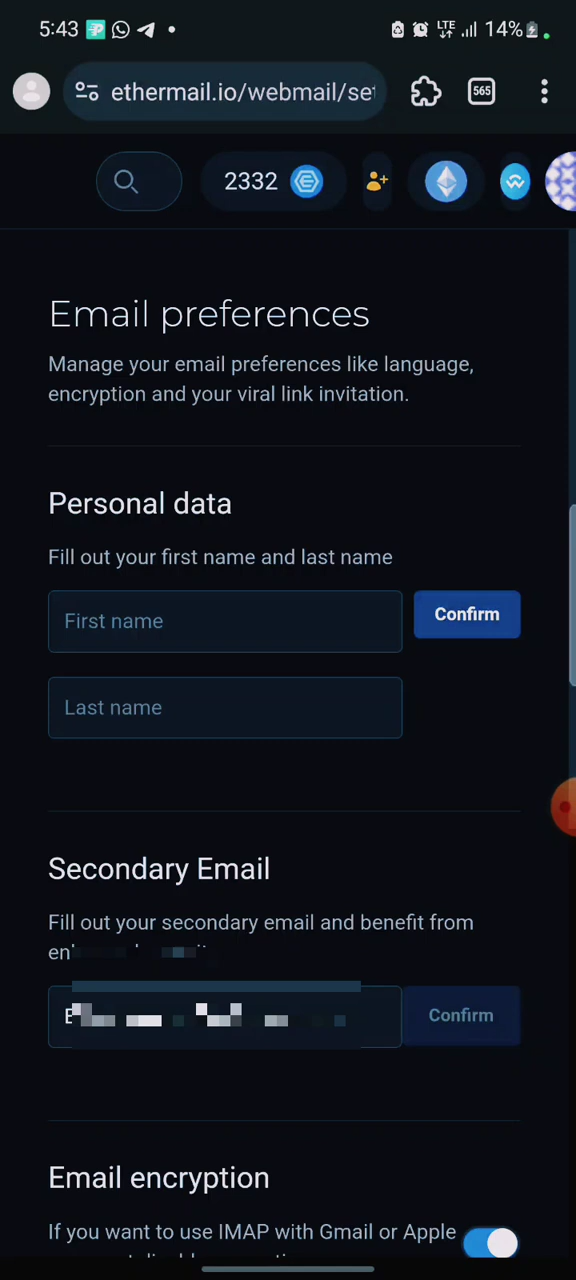 5:43
LTE
14%
ethermail.io/webmail/set
565
2332
Email preferences
Manage your email preferences like language,
encryption and your viral link invitation.
Personal data
Fill out your first name and last name
First name
Confirm
Last name
Secondary Email
Fill out your secondary email and benefit from
Confirm
Email encryption
If you want to use IMAP with Gmail or Apple